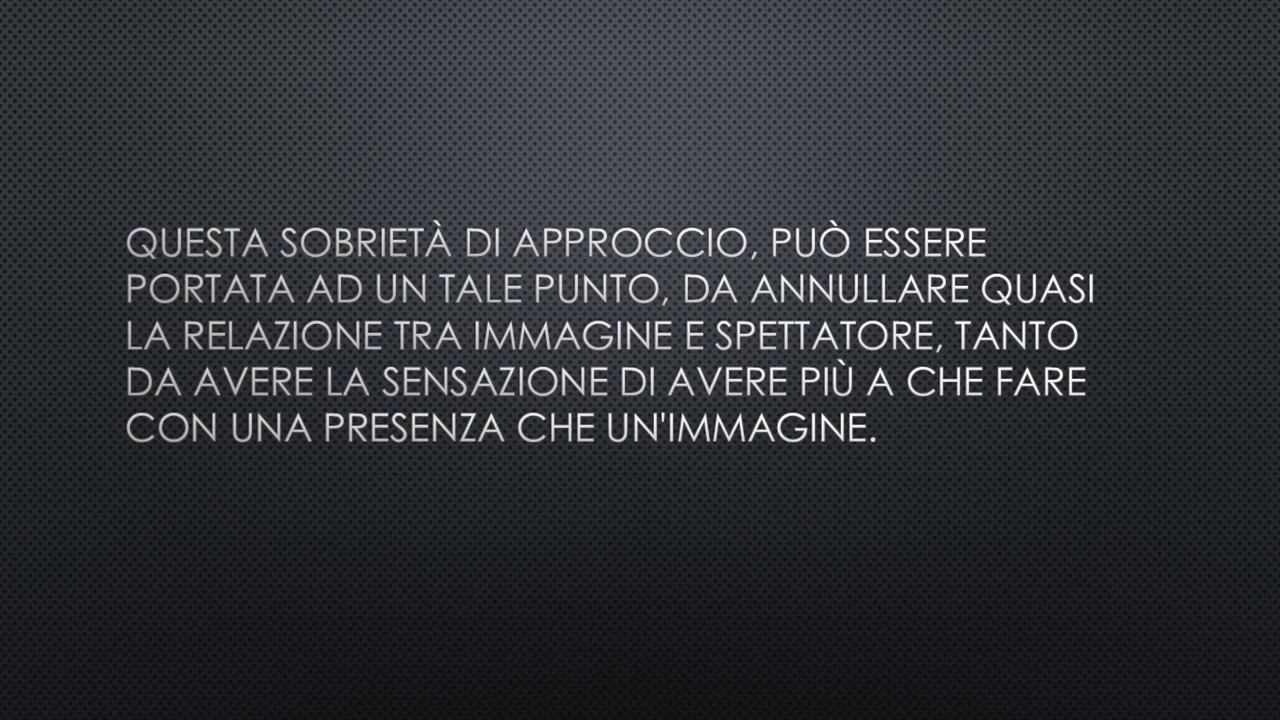 QUESTA SOBRIETÀ DI APPROCCIO, PUÒ ESSERE
PORTATA AD UN TALE PUNTO, DA ANNULLARE QUASI
LA RELAZIONE TRA IMMAGINE E SPETTATORE, TANTO
DA AVERE LA SENSAZIONE DI AVERE PIÙ A CHE FARE
CON UNA PRESENZA CHE UN'IMMAGINE.